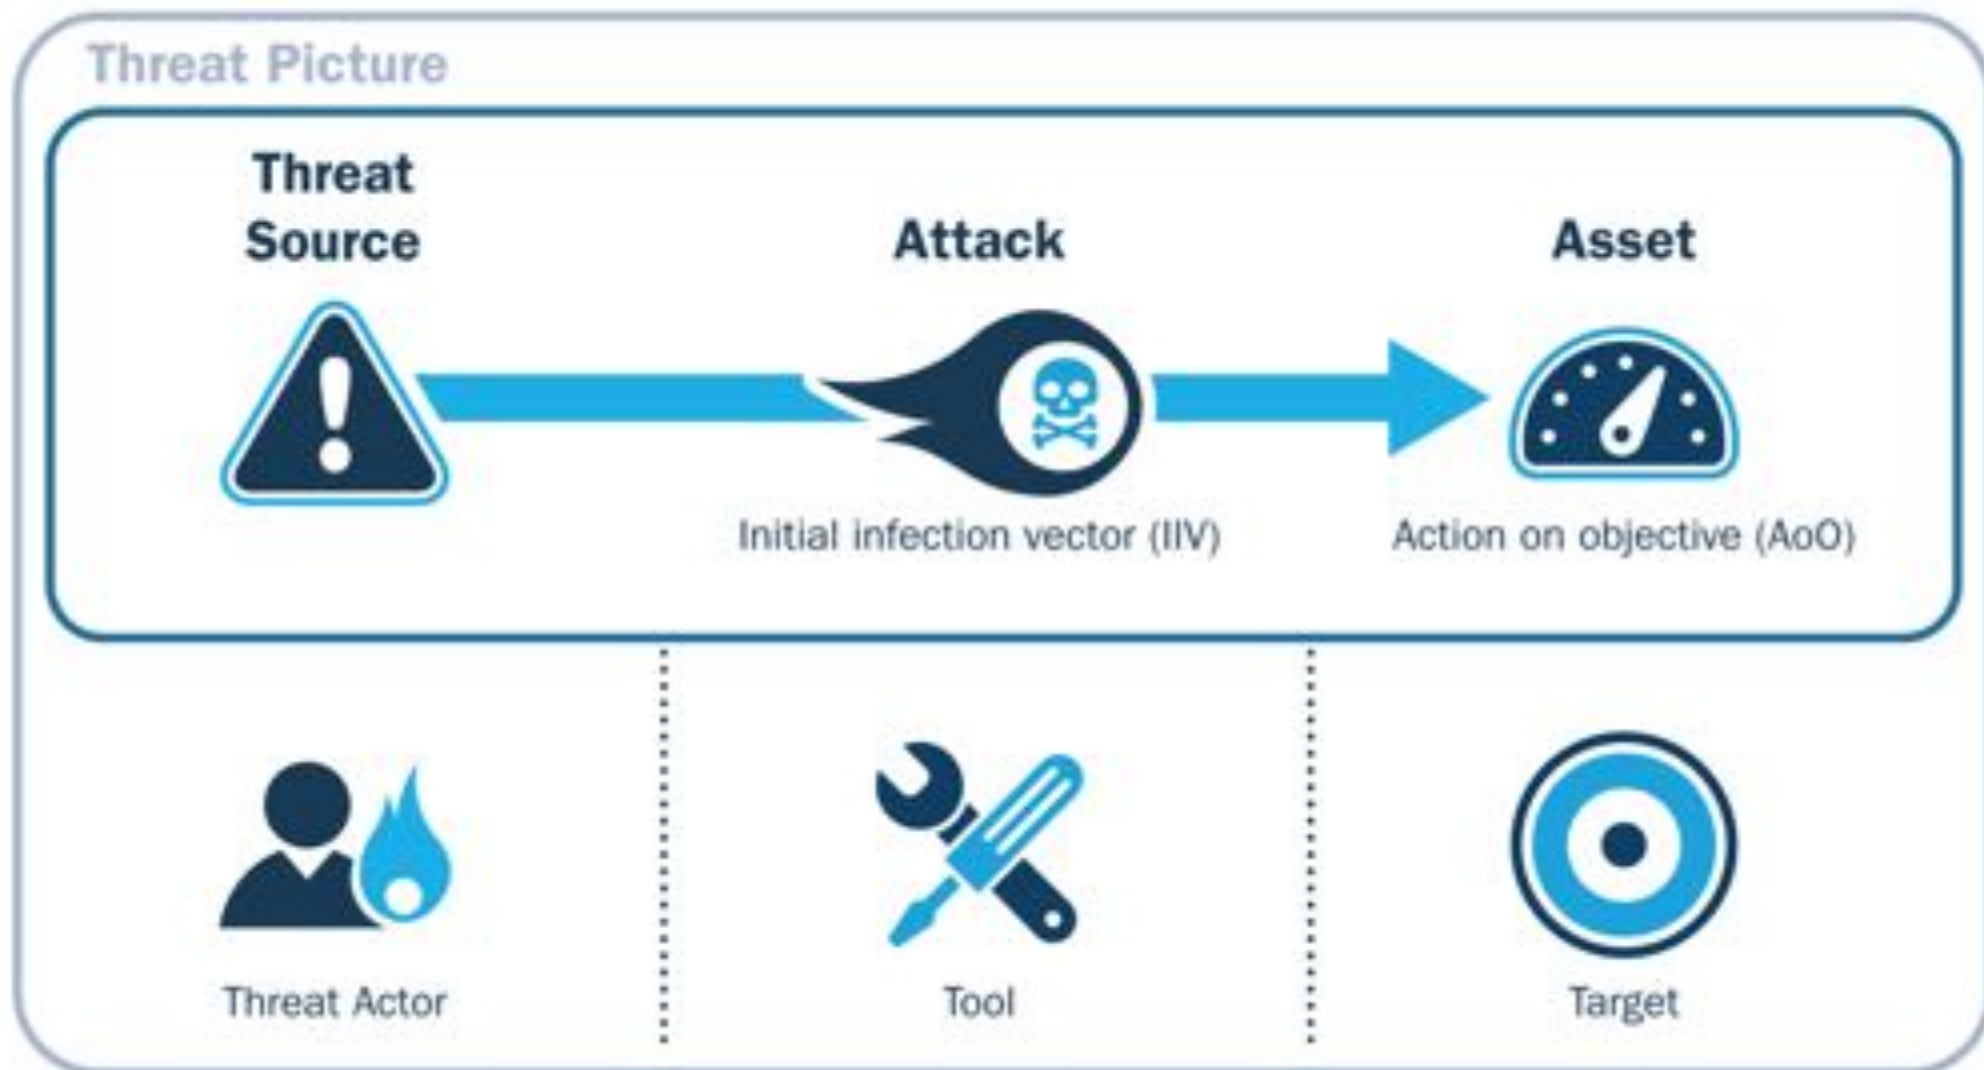 Threat Picture
Threat
Source
Attack
Asset
Initial infection vector (IIV)
Action on objective (AoO)
Threat Actor
Tool
Target